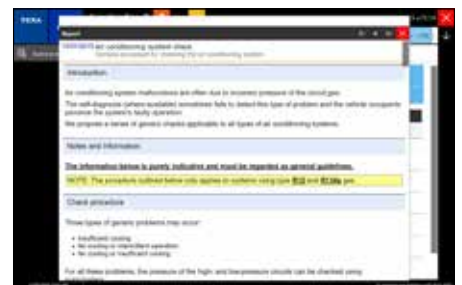 TEXA
Report
air conditioning system check
Introduction
Air conditioning system malfunctions are often due to incorrect pressure of the circuit gas.
The self-diagnosis (where available) sometimes fails to detect this type of problem and the vehicle occupants
perceive the system's faulty operation.
We propose a series of generic checks applicable to all types of air conditioning systems.
Notes and information
The information below is purely indicative and must be regarded as general guidelines.
NOTE: The procedure outlined below only applies to systems using type R12 and R134a gas.
Check procedure
Three types of generic problems may occur:
• Insufficient cooling
• No cooling or intermittent operation
• No cooling or insufficient cooling
For all these problems, the pressure of the high- and low-pressure circuits can be checked using